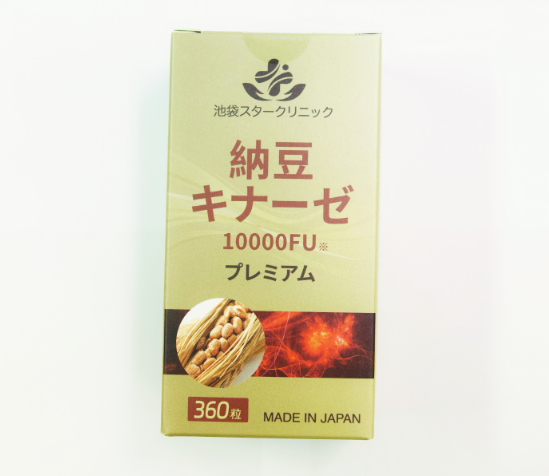 池袋スタークリニック
納豆
キナーゼ
10000FU※
プレミアム
360粒
MADE IN JAPAN